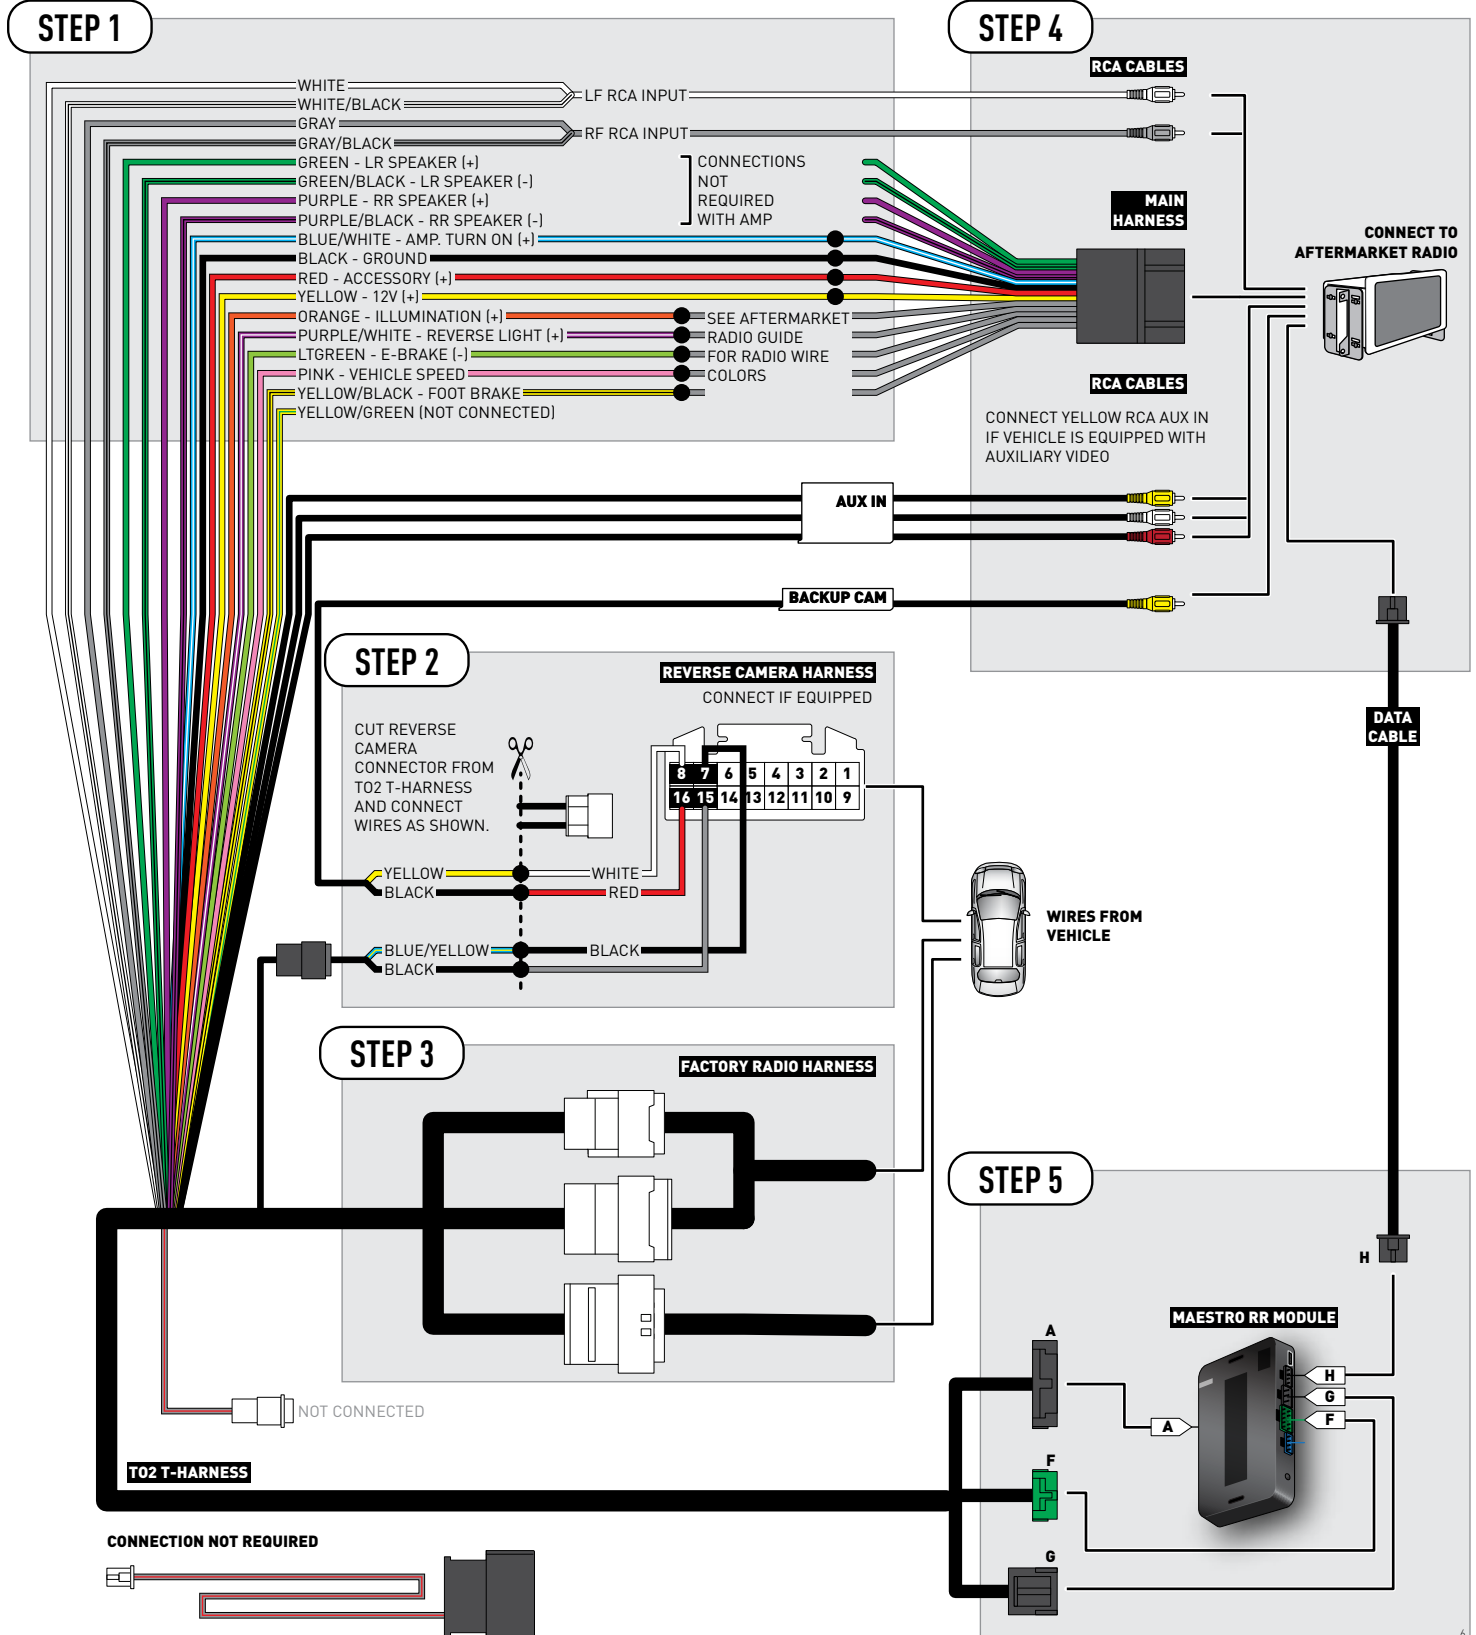 STEP 1
WHITE
WHITE/BLACK
LF RCA INPUT
GRAY
GRAY/BLACK
RF RCA INPUT
GREEN - LR SPEAKER (+)
GREEN/BLACK - LR SPEAKER (-)
PURPLE - RR SPEAKER (+)
PURPLE/BLACK - RR SPEAKER (-)
CONNECTIONS
NOT
REQUIRED
WITH AMP
BLUE/WHITE - AMP. TURN ON (+)
BLACK - GROUND
RED - ACCESSORY (+)
YELLOW - 12V (+)
ORANGE - ILLUMINATION (+)
PURPLE/WHITE - REVERSE LIGHT (+)
LTGREEN - E-BRAKE (-)
PINK - VEHICLE SPEED
YELLOW/BLACK - FOOT BRAKE
YELLOW/GREEN (NOT CONNECTED)
SEE AFTERMARKET
RADIO GUIDE
FOR RADIO WIRE
COLORS
STEP 4
RCA CABLES
MAIN
HARNESS
CONNECT TO
AFTERMARKET RADIO
RCA CABLES
CONNECT YELLOW RCA AUX IN
IF VEHICLE IS EQUIPPED WITH
AUXILIARY VIDEO
AUX IN
BACKUP CAM
DATA
CABLE
STEP 2
REVERSE CAMERA HARNESS
CONNECT IF EQUIPPED
CUT REVERSE
CAMERA
CONNECTOR FROM
TO2 T-HARNESS
AND CONNECT
WIRES AS SHOWN.
8 7 6 5 4 3 2 1
16 15 14 13 12 11 10 9
YELLOW
BLACK
WHITE
RED
BLUE/YELLOW
BLACK
BLACK
WIRES FROM
VEHICLE
STEP 3
FACTORY RADIO HARNESS
NOT CONNECTED
TO2 T-HARNESS
CONNECTION NOT REQUIRED
STEP 5
H
MAESTRO RR MODULE
A
A
H
G
F
F
G
6